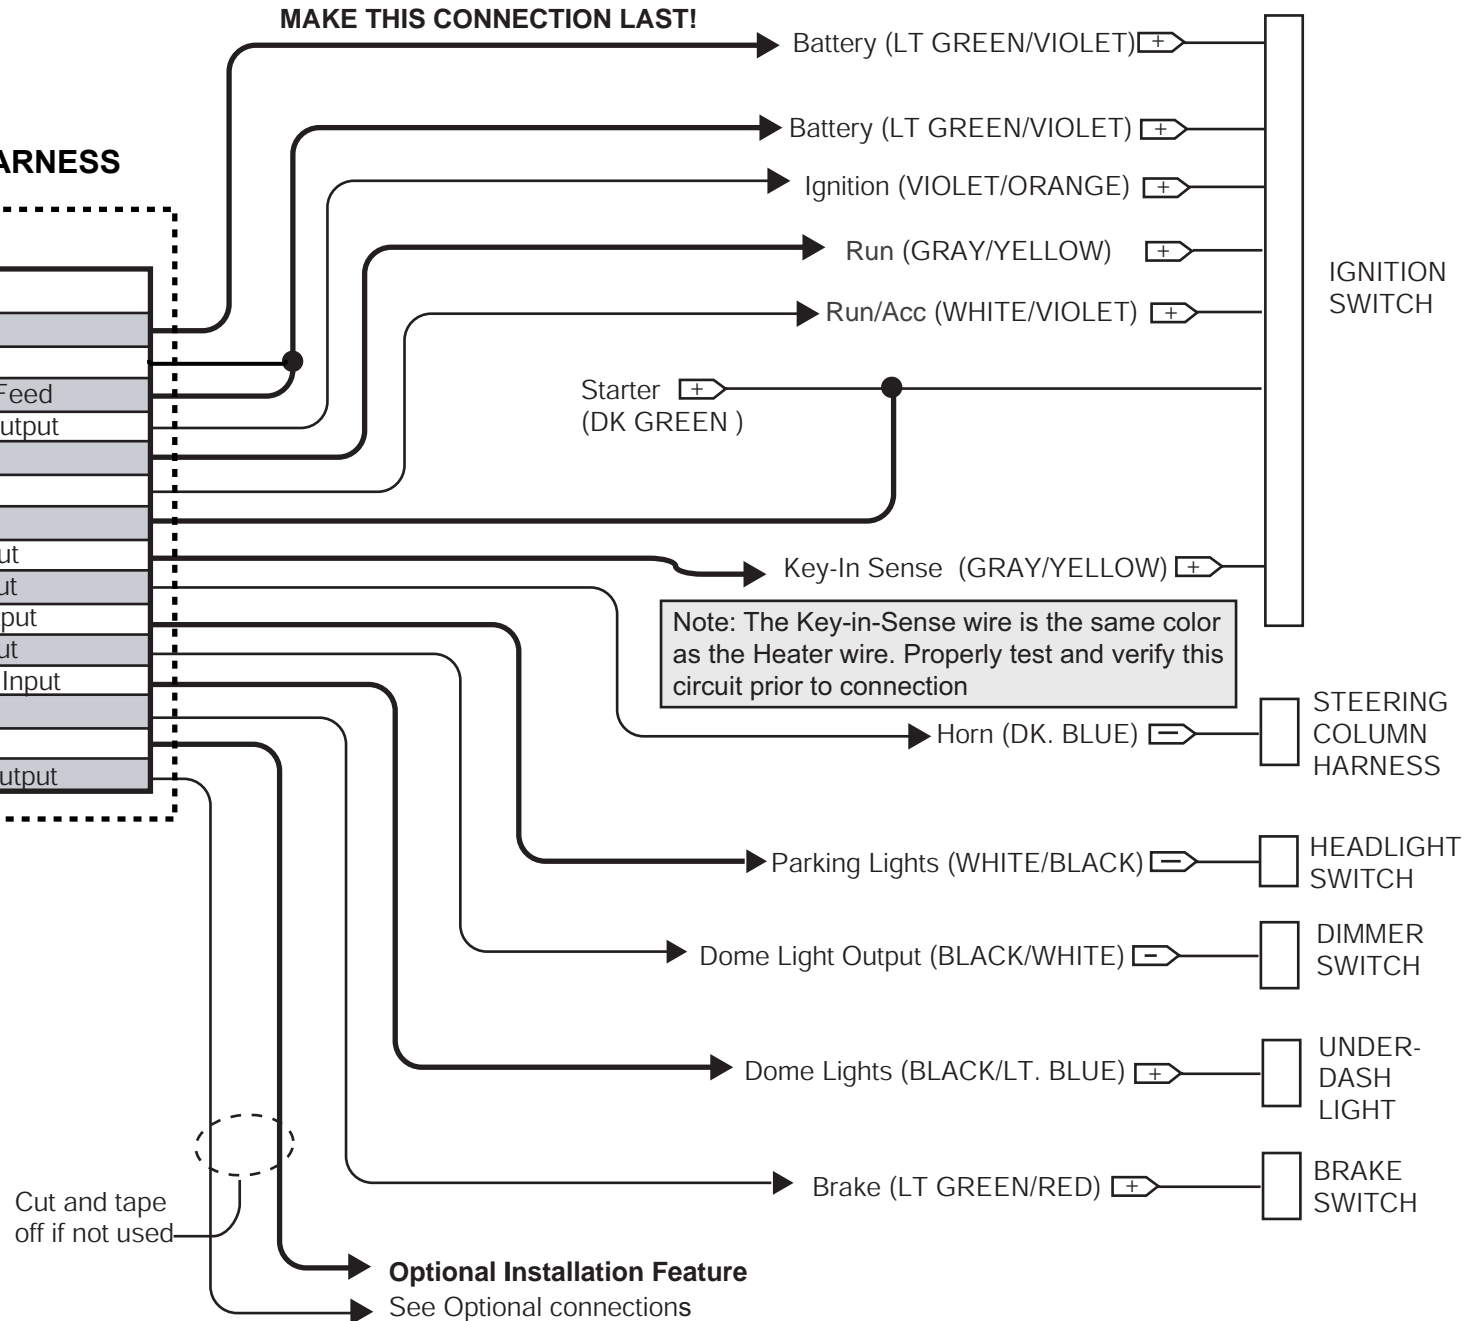 MAKE THIS CONNECTION LAST!
Battery (LT GREEN/VIOLET) +
Battery (LT GREEN/VIOLET) +
ARNESS
Ignition (VIOLET/ORANGE) +
Run (GRAY/YELLOW) +
IGNITION
SWITCH
Run/Acc (WHITE/VIOLET) +
Feed
utput
Starter +
(DK GREEN )
ut
ut
put
ut
Input
utput
Key-In Sense (GRAY/YELLOW) +
Note: The Key-in-Sense wire is the same color
as the Heater wire. Properly test and verify this
circuit prior to connection
Horn (DK. BLUE) −
STEERING
COLUMN
HARNESS
Parking Lights (WHITE/BLACK) −
HEADLIGHT
SWITCH
Dome Light Output (BLACK/WHITE) -
DIMMER
SWITCH
Dome Lights (BLACK/LT. BLUE) +
UNDER-
DASH
LIGHT
Brake (LT GREEN/RED) +
BRAKE
SWITCH
Cut and tape
off if not used
Optional Installation Feature
See Optional connections